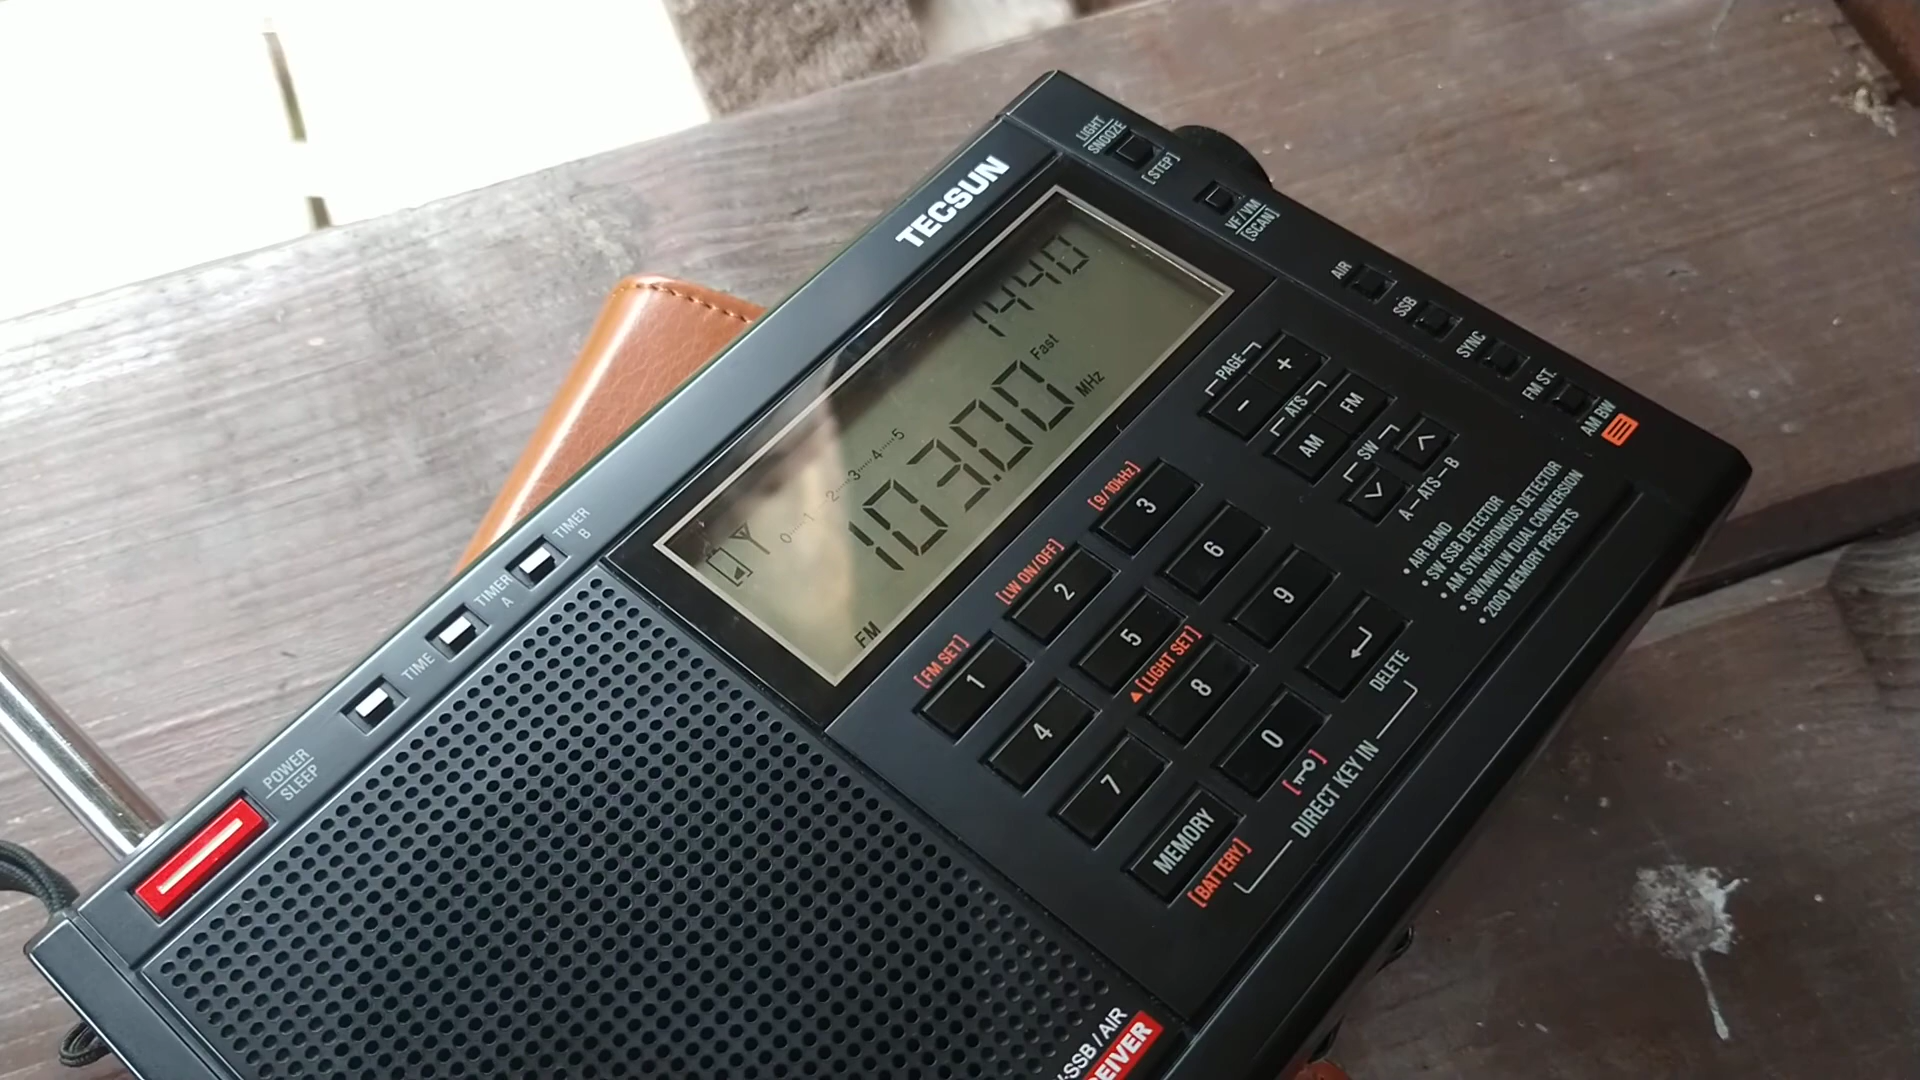 TECSUN
LIGHT
SNOOZE
[STEP]
VF/VM
[SCAN]
AIR
SSB
SYNC
FM ST.
AM BW
1440
Fast
103.00 MHz
0 1 2 3 4 5
FM
TIMER B
TIMER A
TIME
POWER
SLEEP
PAGE
+
-
ATS
FM
AM
SW
A—ATS—B
• AIR BAND
• SW SSB DETECTOR
• AM SYNCHRONOUS DETECTOR
• SW/MW/LW DUAL CONVERSION
• 2000 MEMORY PRESETS
[FM SET]
[LW ON/OFF]
[9/10kHz]
1
2
3
4
5
6
[LIGHT SET]
7
8
9
MEMORY
0
DELETE
[BATTERY]
DIRECT KEY IN
SSB / AIR
EIVER